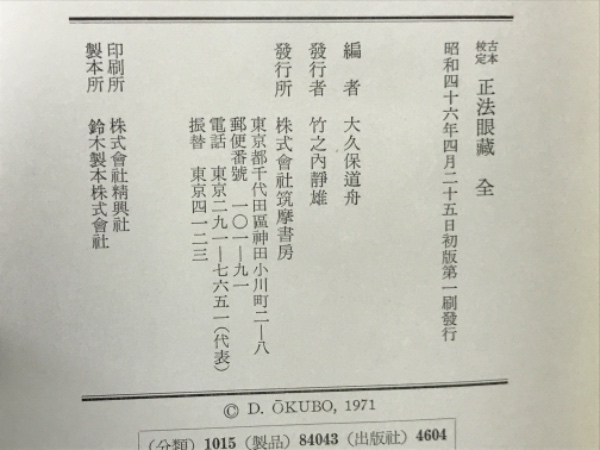 古本校定 正法眼藏 全
昭和四十六年四月二十五日初版第一刷發行
編者 大久保道舟
發行者 竹之內靜雄
發行所 株式會社筑摩書房
東京都千代田區神田小川町二―八
郵便番號 一〇一―九一
電話 東京二九一―七六五一(代表)
振替 東京四一二三
印刷所 株式會社精興社
製本所 鈴木製本株式會社
© D. ŌKUBO, 1971
(分類) 1015 (製品) 84043 (出版社) 4604